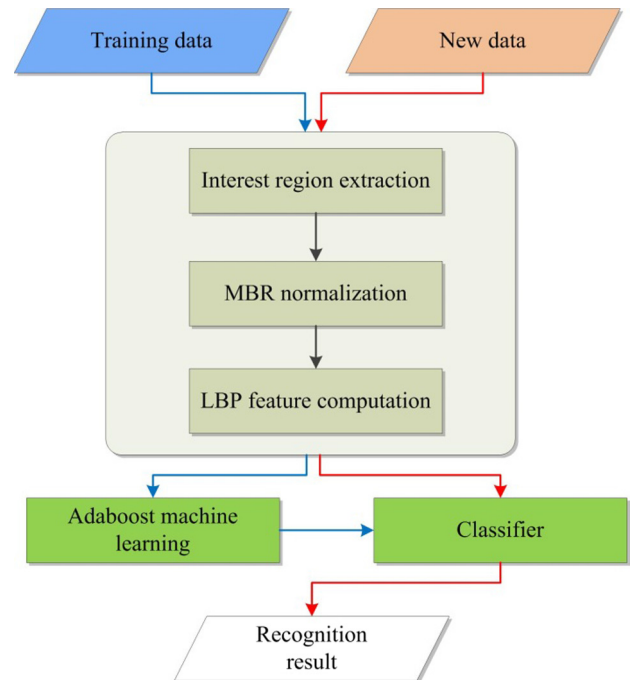 Training data
New data
Interest region extraction
MBR normalization
LBP feature computation
Adaboost machine
learning
Classifier
Recognition
result